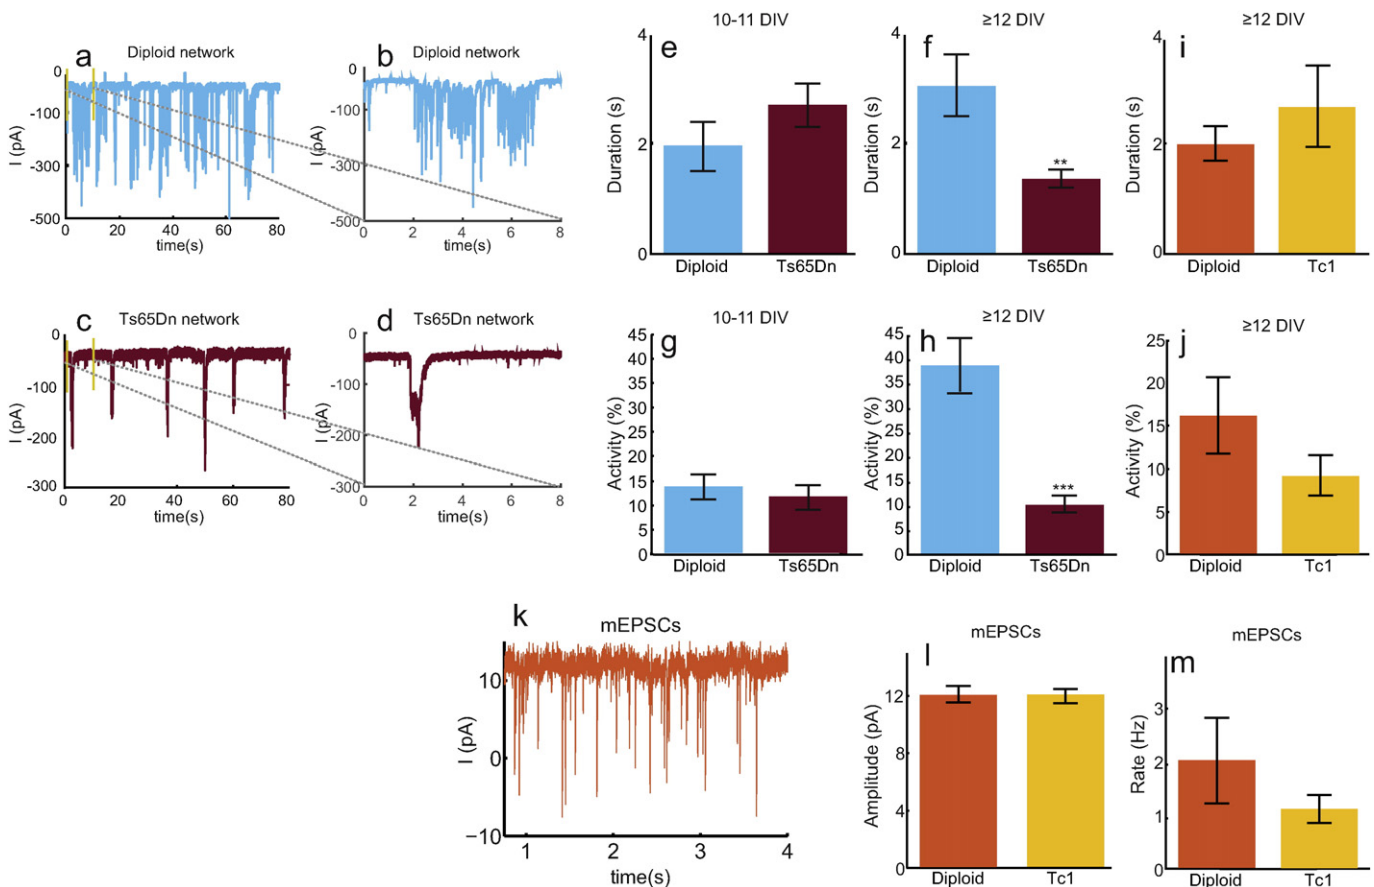 a
Diploid network
0
-100
-300
-500
I (pA)
0 20 40 60 80
time(s)
b
Diploid network
0
-100
-300
-500
I (pA)
0 2 4 6 8
time(s)
10-11 DIV
e
4
2
0
Duration (s)
Diploid Ts65Dn
≥12 DIV
f
4
2
0
Duration (s)
**
Diploid Ts65Dn
≥12 DIV
i
4
2
0
Duration (s)
Diploid Tc1
c
Ts65Dn network
0
-100
-200
-300
I (pA)
0 20 40 60 80
time(s)
d
Ts65Dn network
0
-100
-200
-300
I (pA)
0 2 4 6 8
time(s)
10-11 DIV
g
45
40
35
30
25
20
15
10
5
0
Activity (%)
Diploid Ts65Dn
≥12 DIV
h
45
40
35
30
25
20
15
10
5
0
Activity (%)
***
Diploid Ts65Dn
≥12 DIV
j
25
20
15
10
5
0
Activity (%)
Diploid Tc1
k
mEPSCs
10
0
−10
I (pA)
1 2 3 4
time(s)
mEPSCs
l
12
8
4
0
Amplitude (pA)
Diploid Tc1
mEPSCs
m
3
2
1
0
Rate (Hz)
Diploid Tc1